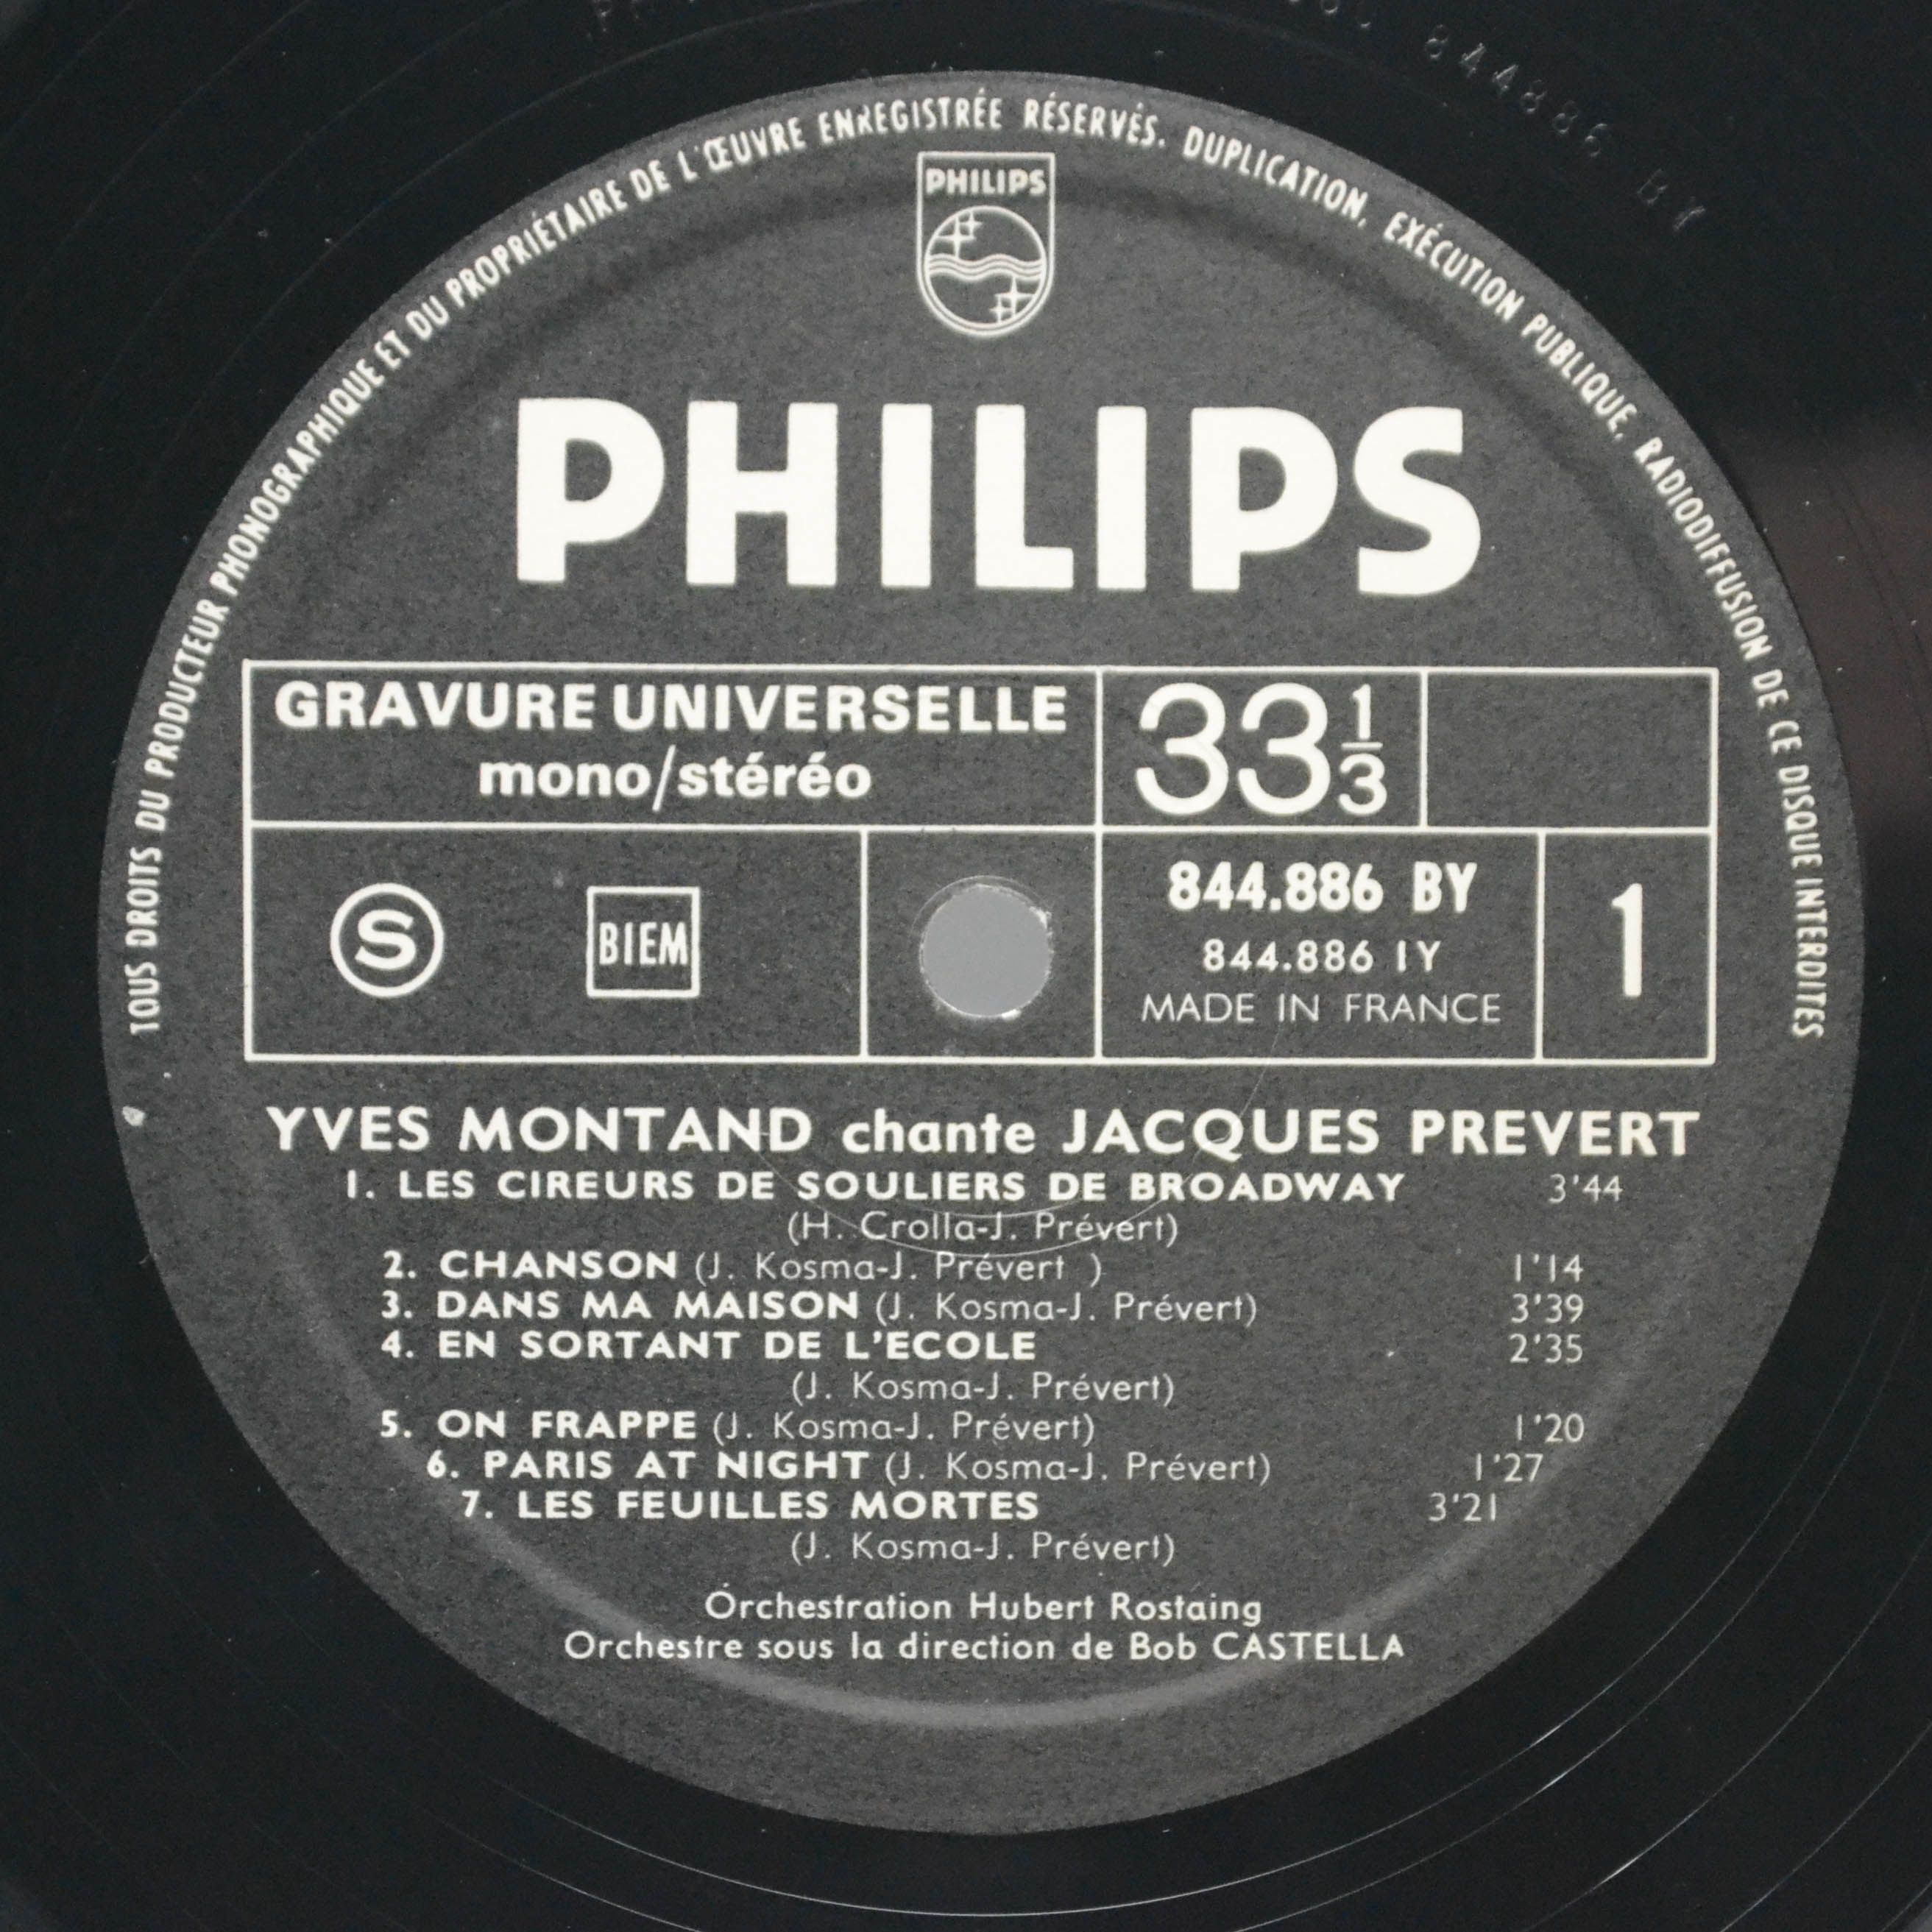 844886 BY
TOUS DROITS DU PRODUCTEUR PHONOGRAPHIQUE ET DU PROPRIÉTAIRE DE L'ŒUVRE ENREGISTRÉE RÉSERVÉS. DUPLICATION, EXÉCUTION PUBLIQUE, RADIODIFFUSION DE CE DISQUE INTERDITES
PHILIPS
PHILIPS
GRAVURE UNIVERSELLE
mono/stéréo
33 1/3
S
BIEM
844.886 BY
844.886 IY
MADE IN FRANCE
1
YVES MONTAND chante JACQUES PREVERT
1. LES CIREURS DE SOULIERS DE BROADWAY 3'44
(H. Crolla-J. Prévert)
2. CHANSON (J. Kosma-J. Prévert ) 1'14
3. DANS MA MAISON (J. Kosma-J. Prévert) 3'39
4. EN SORTANT DE L'ECOLE 2'35
(J. Kosma-J. Prévert)
5. ON FRAPPE (J. Kosma-J. Prévert) 1'20
6. PARIS AT NIGHT (J. Kosma-J. Prévert) 1'27
7. LES FEUILLES MORTES 3'21
(J. Kosma-J. Prévert)
Orchestration Hubert Rostaing
Orchestre sous la direction de Bob CASTELLA